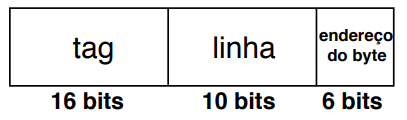 tag
linha
endereço
do byte
16 bits
10 bits
6 bits